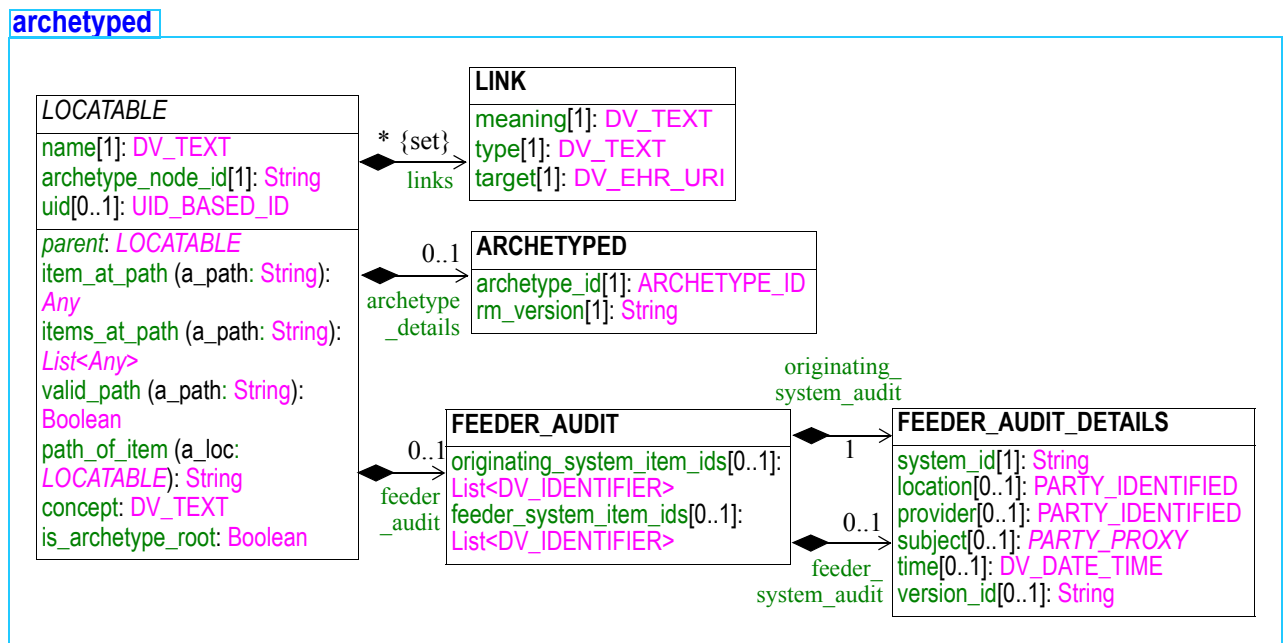 archetyped
LOCATABLE
name[1]: DV_TEXT
archetype_node_id[1]: String
uid[0..1]: UID_BASED_ID
parent: LOCATABLE
item_at_path (a_path: String):
Any
items_at_path (a_path: String):
List<Any>
valid_path (a_path: String):
Boolean
path_of_item (a_loc:
LOCATABLE): String
concept: DV_TEXT
is_archetype_root: Boolean
* {set}
links
LINK
meaning[1]: DV_TEXT
type[1]: DV_TEXT
target[1]: DV_EHR_URI
0..1
archetype
_details
ARCHETYPED
archetype_id[1]: ARCHETYPE_ID
rm_version[1]: String
0..1
feeder
_audit
FEEDER_AUDIT
originating_system_item_ids[0..1]:
List<DV_IDENTIFIER>
feeder_system_item_ids[0..1]:
List<DV_IDENTIFIER>
originating_
system_audit
1
0..1
feeder_
system_audit
FEEDER_AUDIT_DETAILS
system_id[1]: String
location[0..1]: PARTY_IDENTIFIED
provider[0..1]: PARTY_IDENTIFIED
subject[0..1]: PARTY_PROXY
time[0..1]: DV_DATE_TIME
version_id[0..1]: String